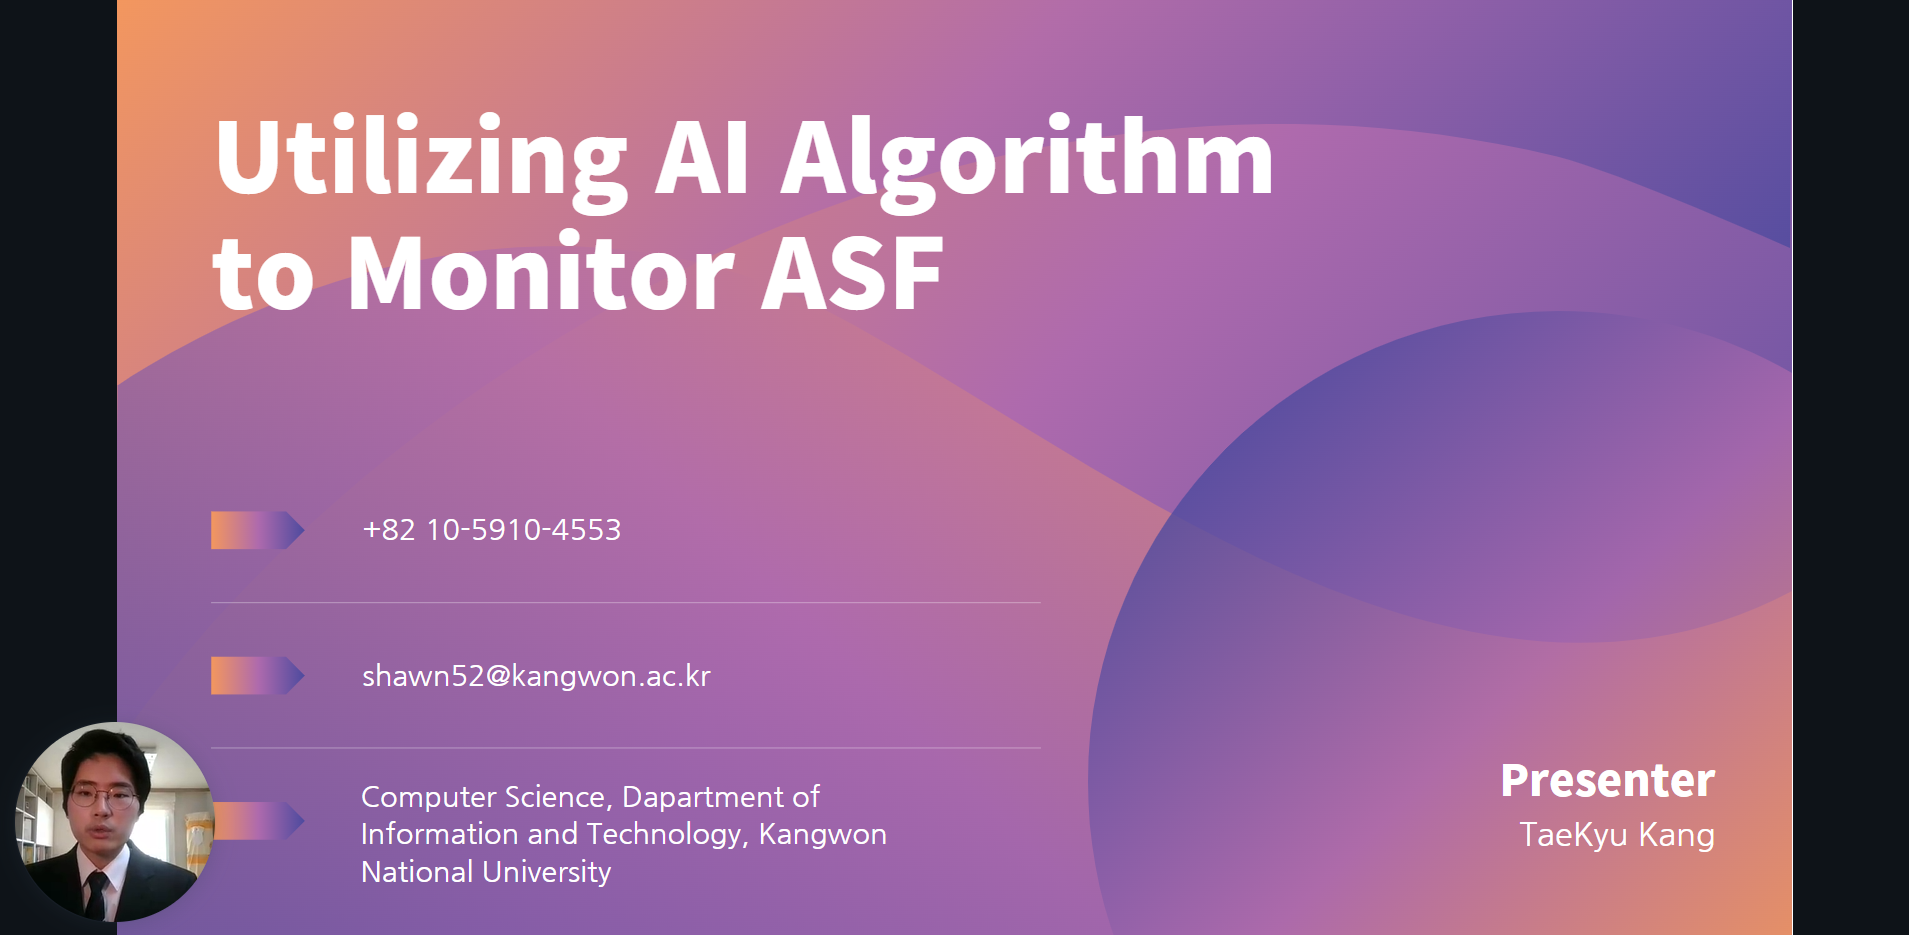 Utilizing AI Algorithm
to Monitor ASF
+82 10-5910-4553
shawn52@kangwon.ac.kr
Computer Science, Dapartment of
Information and Technology, Kangwon
National University
Presenter
TaeKyu Kang